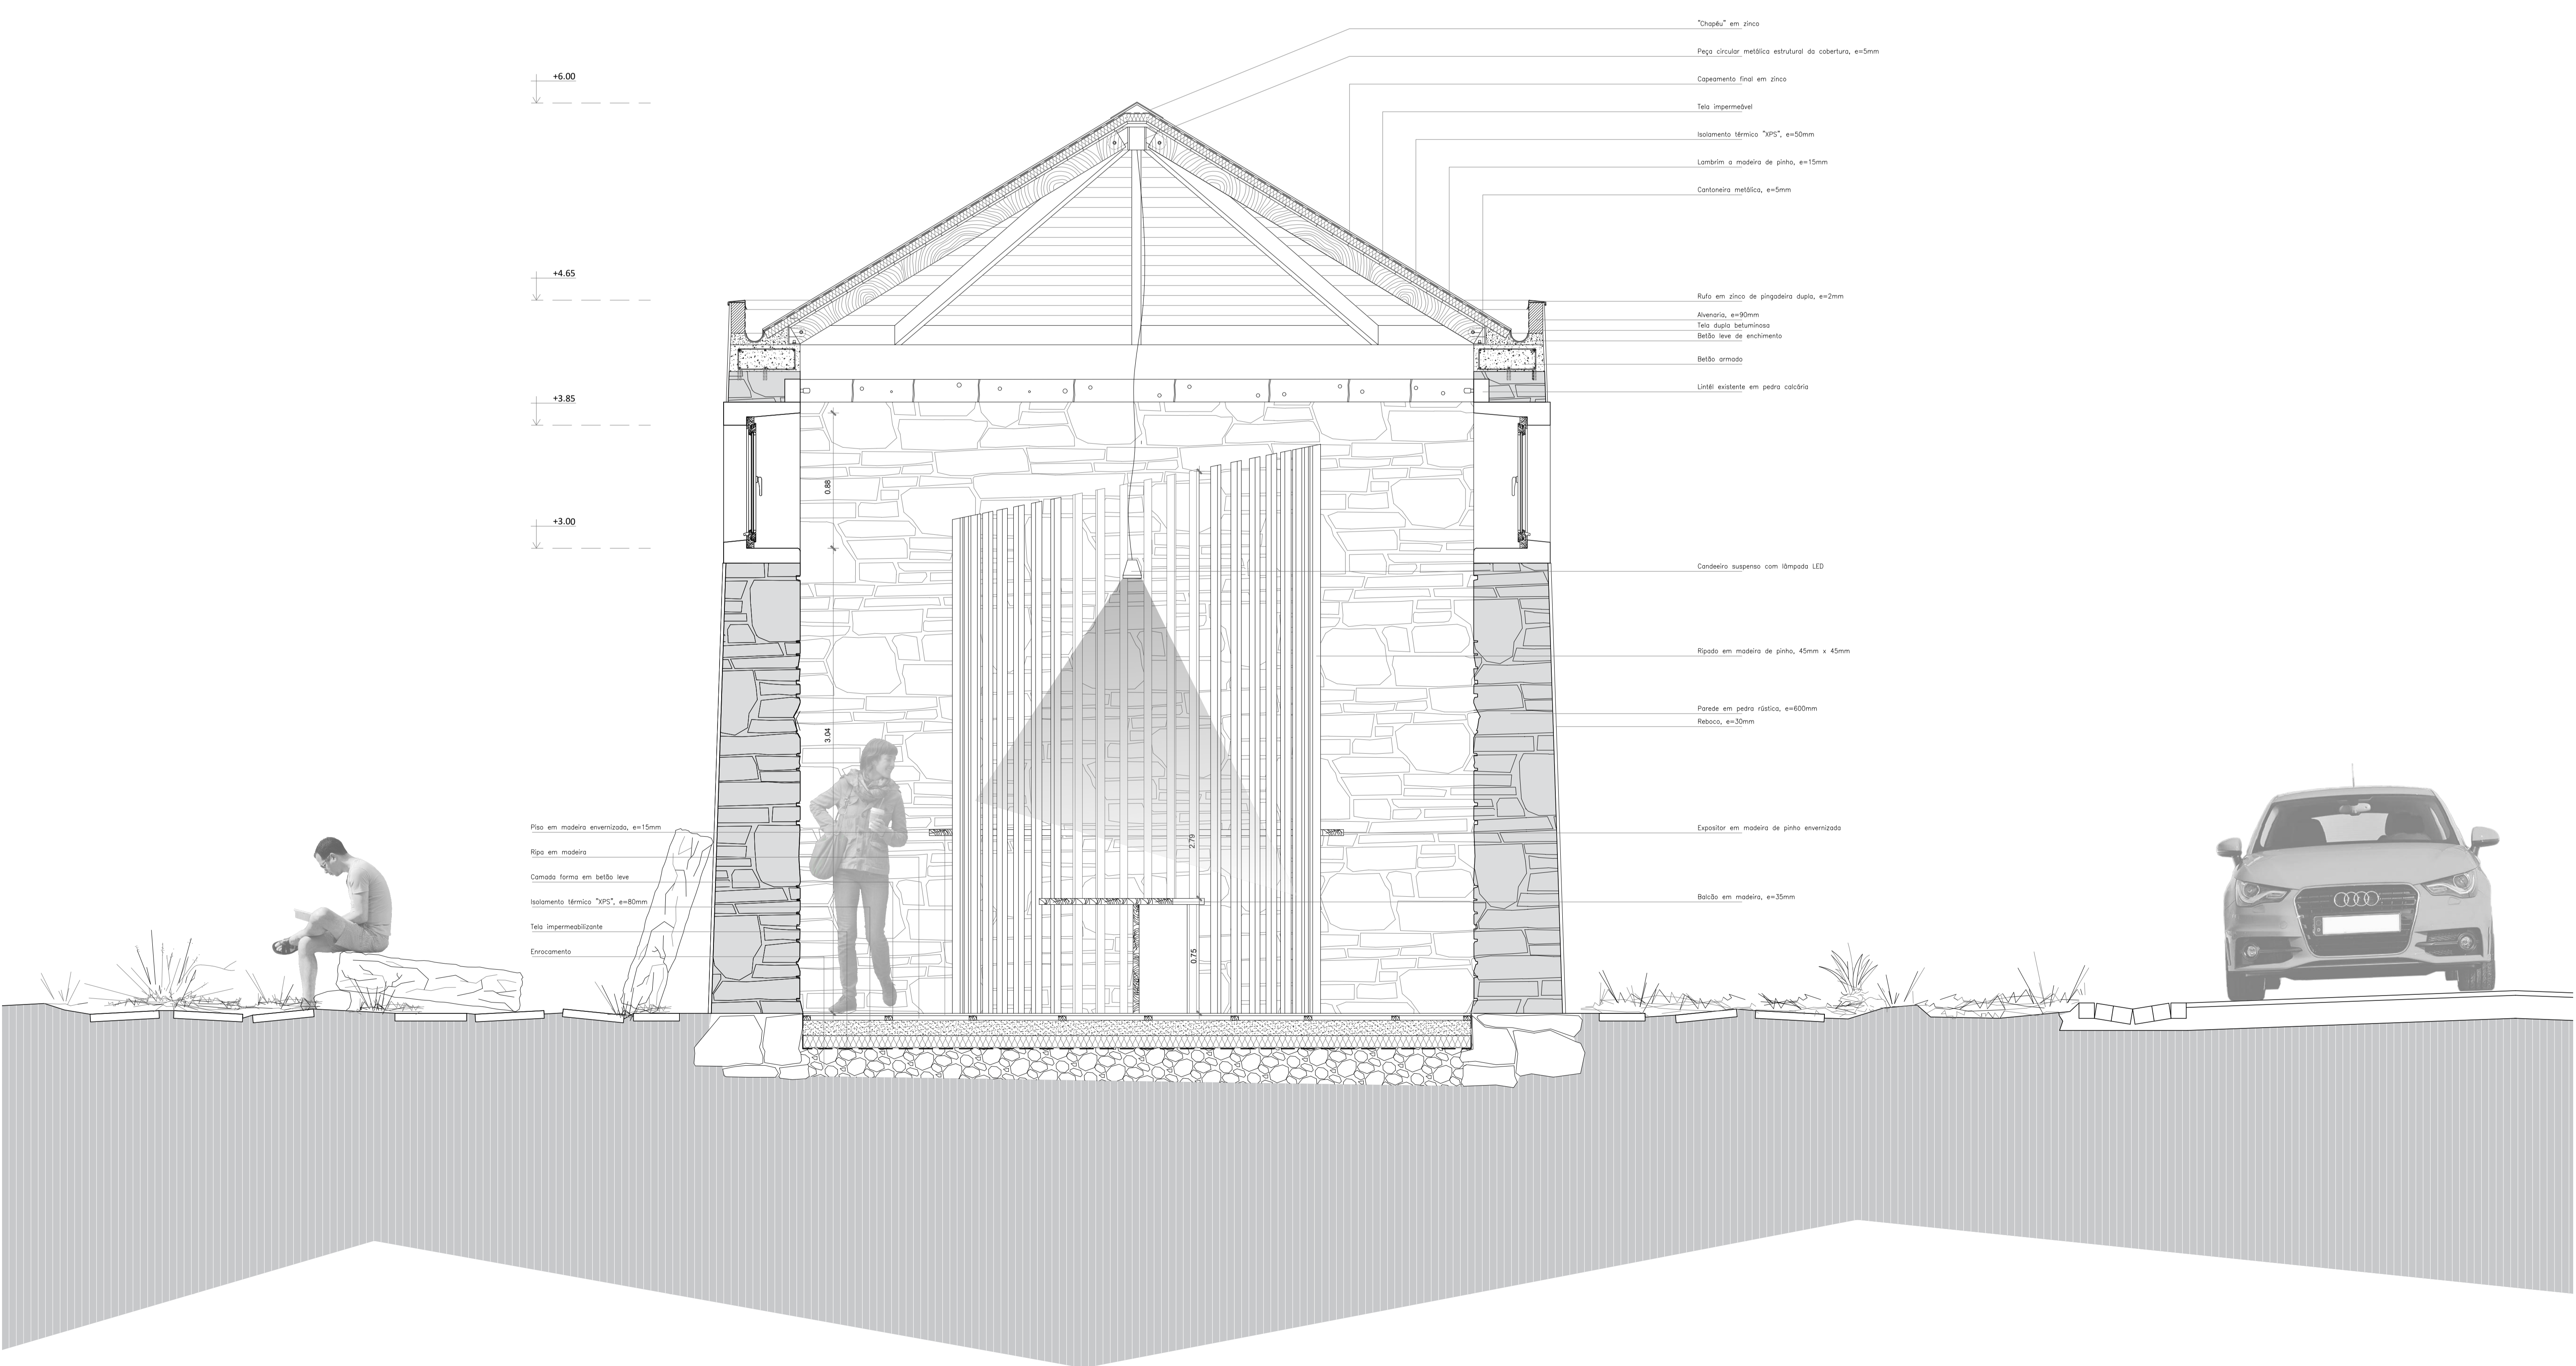 "Chapéu" em zinco
Peça circular metálica estrutural da cobertura, e=5mm
Capeamento final em zinco
Tela impermeável
Isolamento térmico "XPS", e=50mm
Lambrim a madeira de pinho, e=15mm
Cantoneira metálica, e=5mm
Rufo em zinco de pingadeira dupla, e=2mm
Alvenaria, e=90mm
Tela dupla betuminosa
Betão leve de enchimento
Betão armado
Lintél existente em pedra calcária
Candeeiro suspenso com lâmpada LED
Ripado em madeira de pinho, 45mm x 45mm
Parede em pedra rústica, e=600mm
Reboco, e=30mm
Expositor em madeira de pinho envernizada
Balcão em madeira, e=35mm
+6.00
+4.65
+3.85
+3.00
Piso em madeira envernizada, e=15mm
Ripa em madeira
Camada forma em betão leve
Isolamento térmico "XPS", e=80mm
Tela impermeabilizante
Enrocamento
0.88
3.04
2.79
0.75